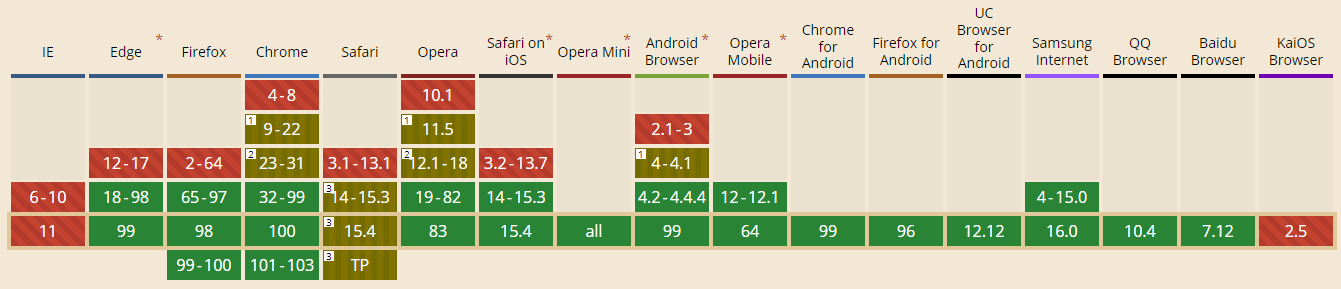 IE Edge * Firefox Chrome Safari Opera Safari on iOS * Opera Mini * Android Browser * Opera Mobile * Chrome for Android Firefox for Android UC Browser for Android Samsung Internet QQ Browser Baidu Browser KaiOS Browser
4-8 10.1
1 9-22 1 11.5 2.1-3
12-17 2-64 2 23-31 3.1-13.1 2 12.1-18 3.2-13.7 1 4-4.1
6-10 18-98 65-97 32-99 3 14-15.3 19-82 14-15.3 4.2-4.4.4 12-12.1 4-15.0
11 99 98 100 3 15.4 83 15.4 all 99 64 99 96 12.12 16.0 10.4 7.12 2.5
99-100 101-103 3 TP